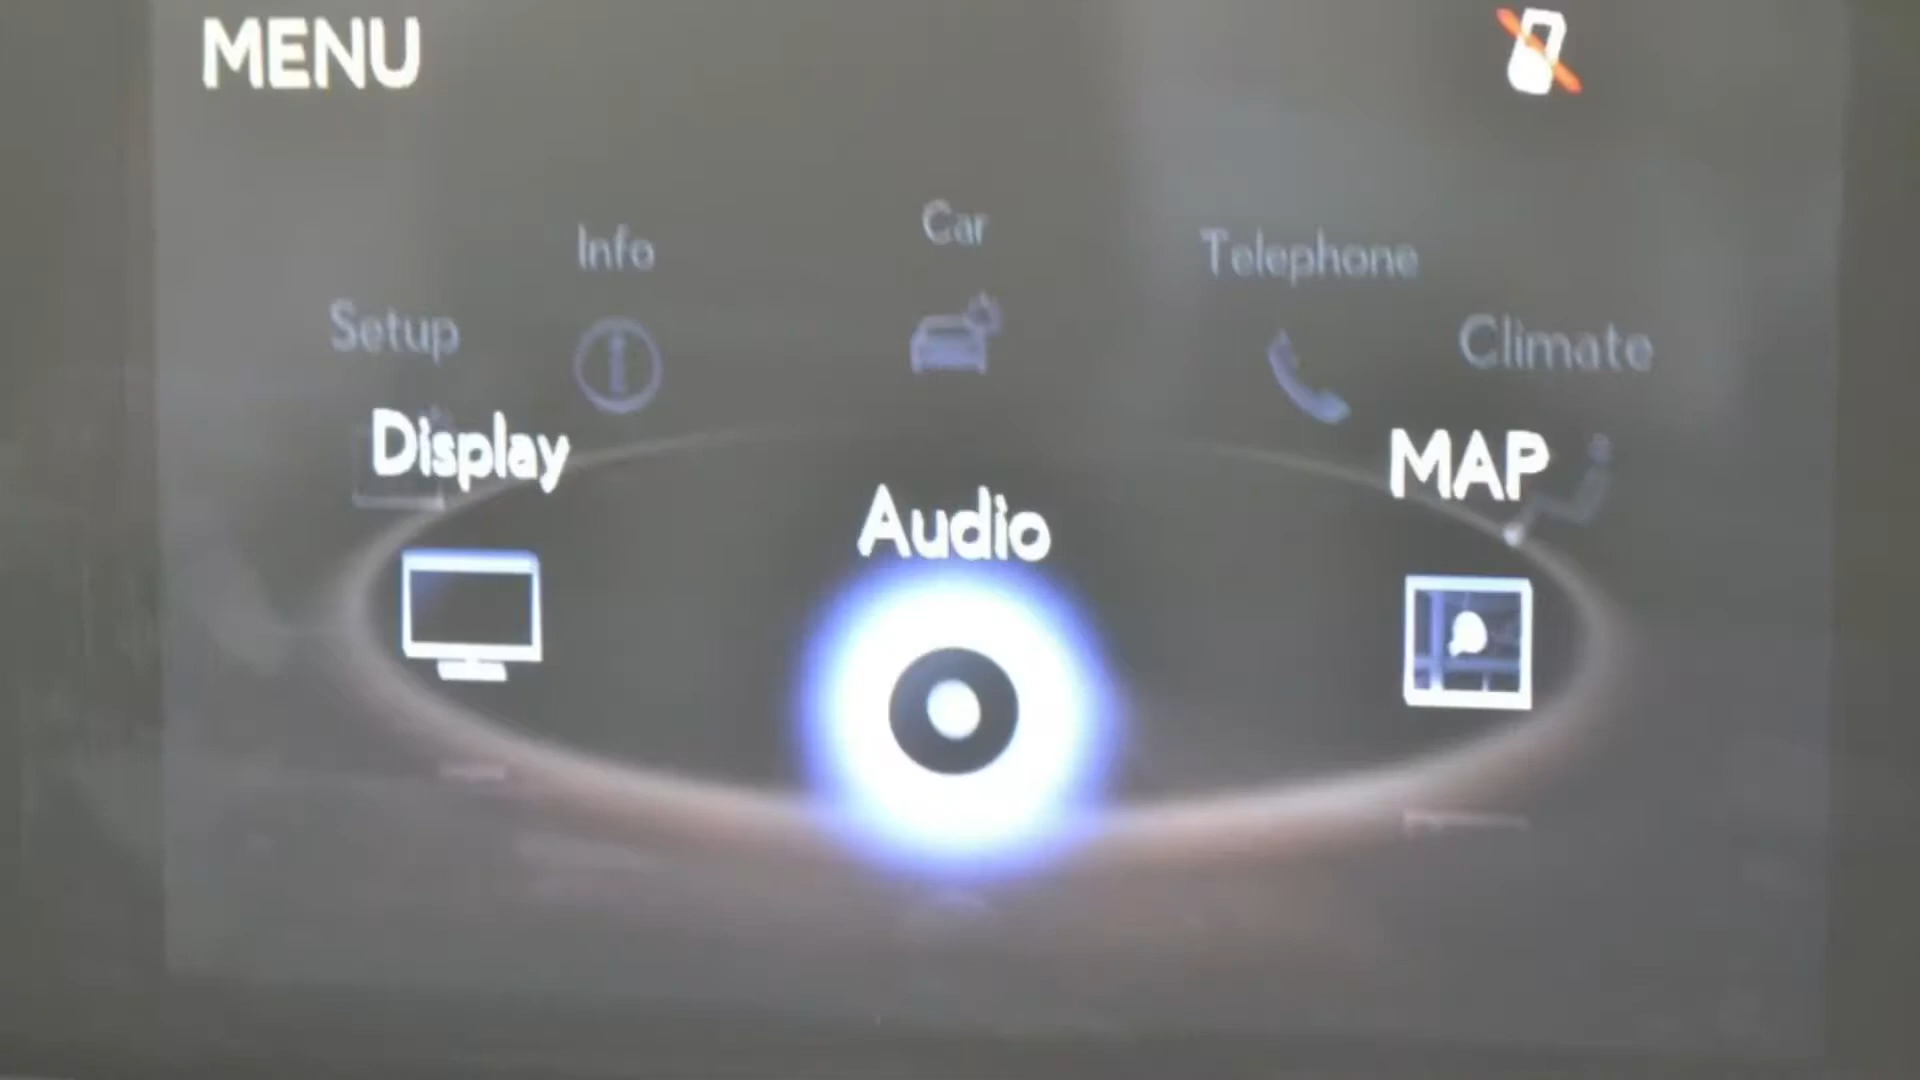 MENU
Info
Car
Telephone
Setup
Climate
Display
MAP
Audio